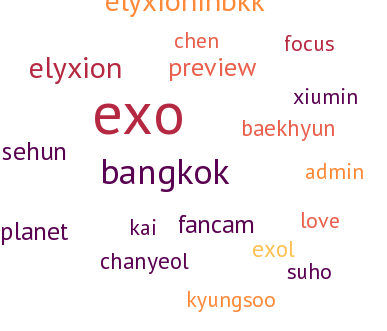 elyxioninbkk
chen
focus
elyxion
preview
xiumin
exo
baekhyun
sehun
bangkok
admin
planet
kai
fancam
love
exol
chanyeol
suho
kyungsoo